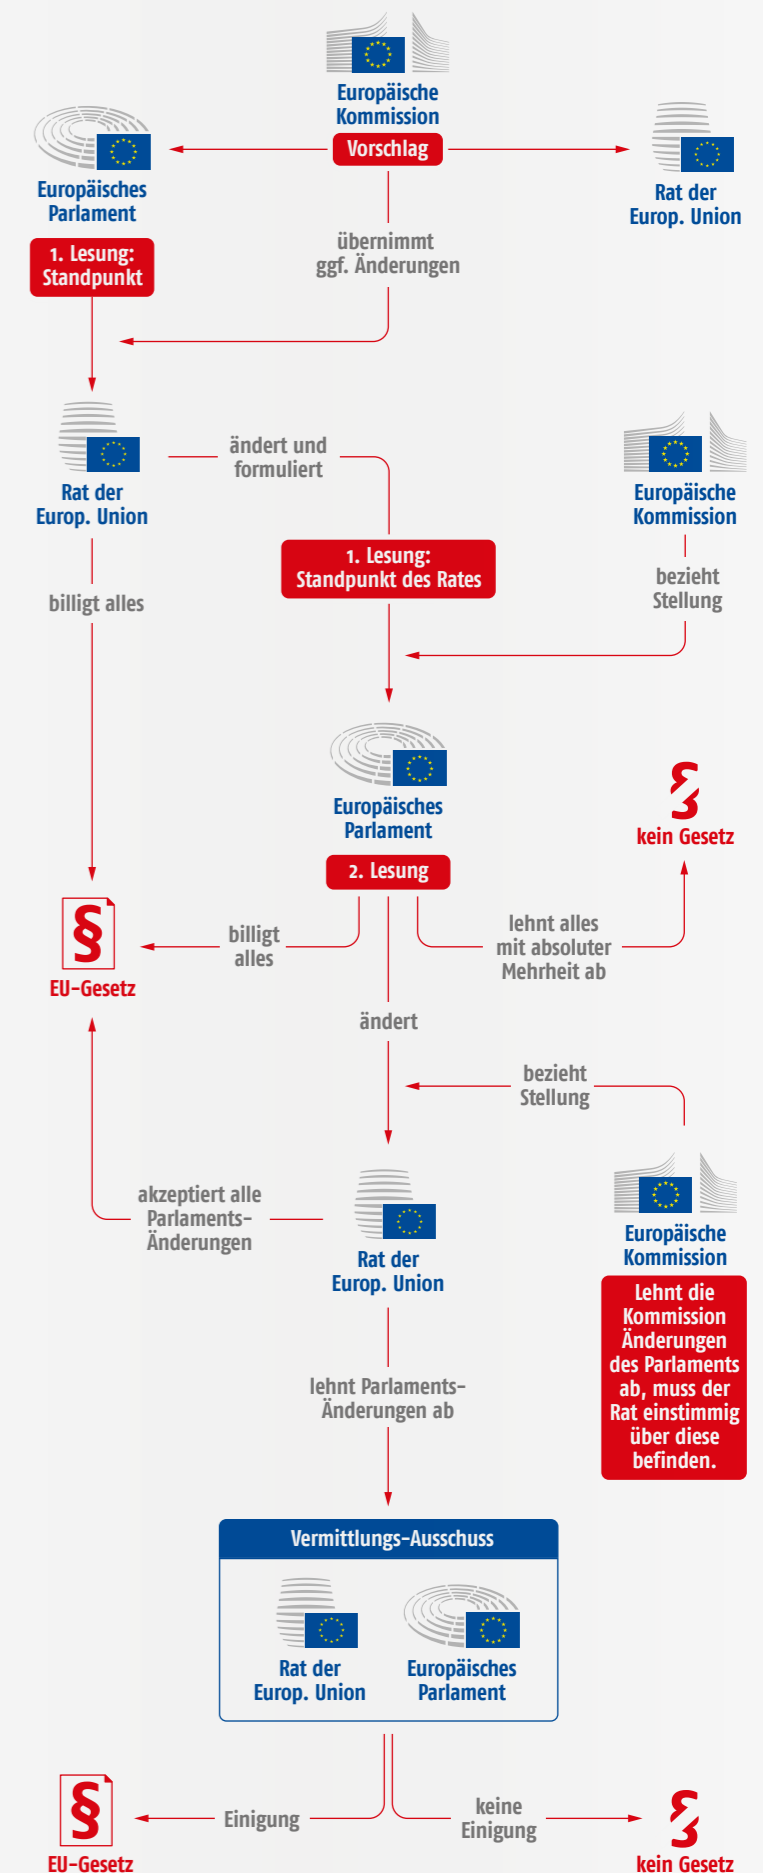 Europäische
Kommission
Vorschlag
Europäisches
Parlament
Rat der
Europ. Union
1. Lesung:
Standpunkt
übernimmt
ggf. Änderungen
Rat der
Europ. Union
ändert und
formuliert
Europäische
Kommission
1. Lesung:
Standpunkt des Rates
bezieht
Stellung
billigt alles
Europäisches
Parlament
2. Lesung
§
kein Gesetz
§
EU-Gesetz
billigt
alles
lehnt alles
mit absoluter
Mehrheit ab
ändert
bezieht
Stellung
akzeptiert alle
Parlaments-
Änderungen
Rat der
Europ. Union
Europäische
Kommission
Lehnt die
Kommission
Änderungen
des Parlaments
ab, muss der
Rat einstimmig
über diese
befinden.
lehnt Parlaments-
Änderungen ab
Vermittlungs-Ausschuss
Rat der
Europ. Union
Europäisches
Parlament
§
EU-Gesetz
Einigung
keine
Einigung
§
kein Gesetz